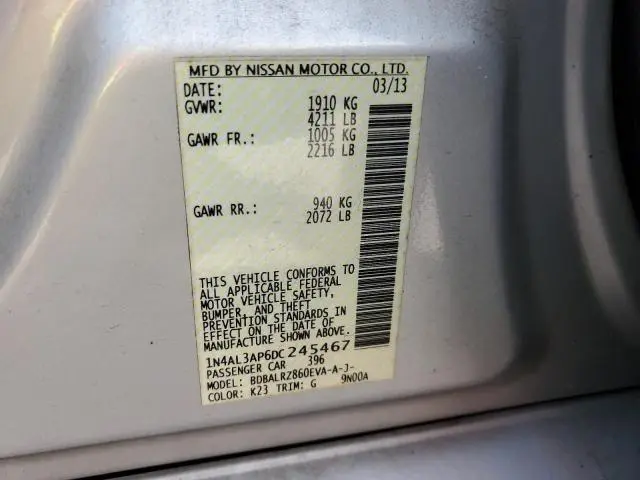 MFD BY NISSAN MOTOR CO., LTD.
DATE: 03/13
GVWR: 1910 KG
4211 LB
GAWR FR.: 1005 KG
2216 LB
GAWR RR.: 940 KG
2072 LB
THIS VEHICLE CONFORMS TO
ALL APPLICABLE FEDERAL
MOTOR VEHICLE SAFETY,
BUMPER, AND THEFT
PREVENTION STANDARDS IN
EFFECT ON THE DATE OF
MANUFACTURE SHOWN ABOVE.
1N4AL3AP6DC245467
PASSENGER CAR 396
MODEL: BDBALRZ860EVA-A-J-
COLOR: K23 TRIM: G 9N00A